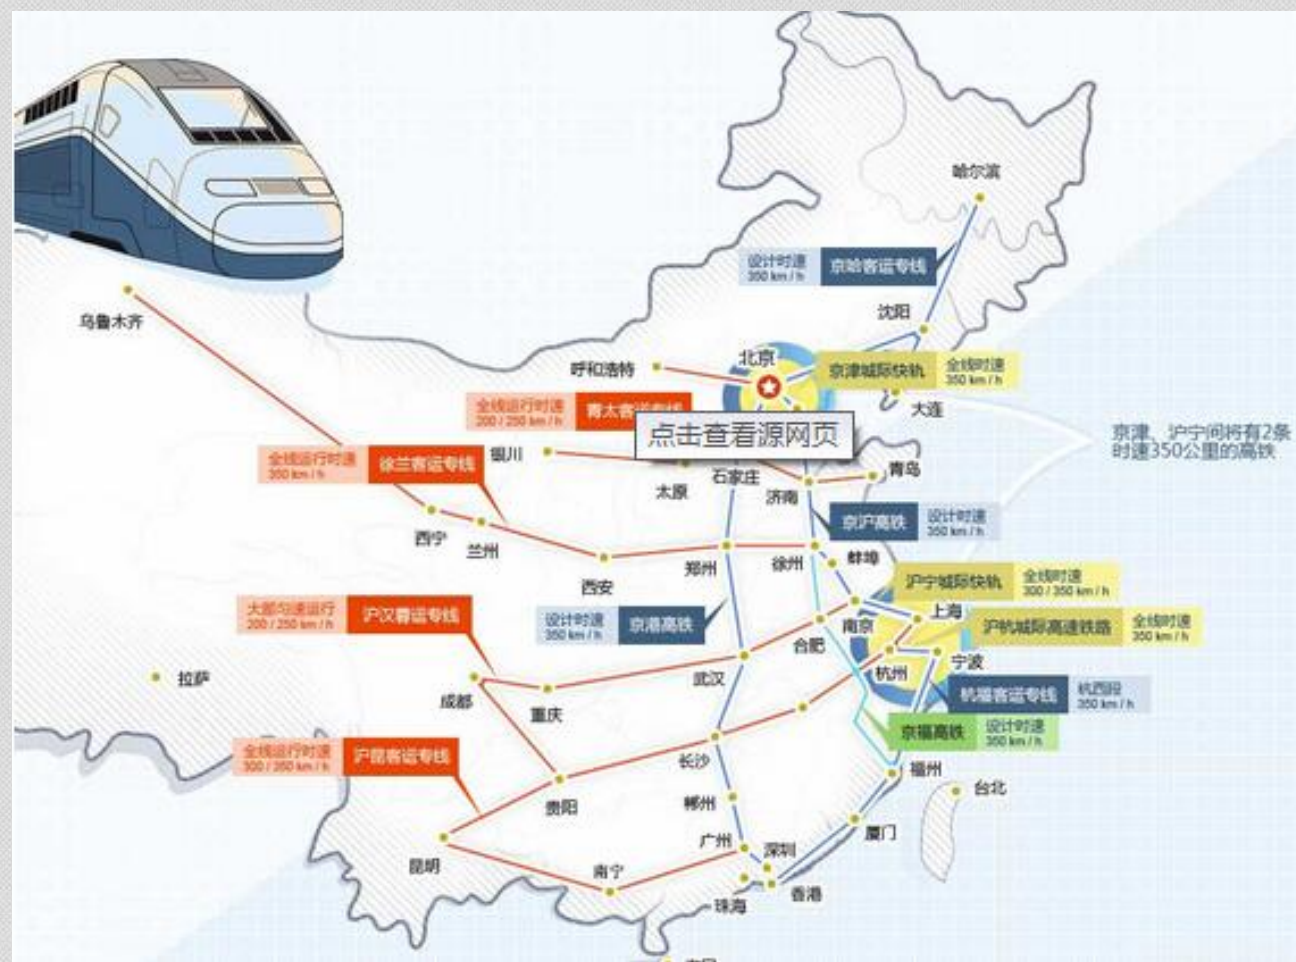 哈尔滨
设计时速
350 km / h
京哈客运专线
沈阳
乌鲁木齐
呼和浩特
北京
京津城际快轨
全线时速
350 km / h
大连
全线运行时速
200 / 250 km / h
青太客运专线
点击查看源网页
京津、沪宁间将有2条
时速350公里的高铁
全线运行时速
350 km / h
徐兰客运专线
银川
太原
石家庄
济南
青岛
京沪高铁
设计时速
350 km / h
西宁
兰州
西安
郑州
徐州
蚌埠
沪宁城际快轨
全线时速
300 / 350 km / h
大部匀速运行
200 / 250 km / h
沪汉蓉运专线
设计时速
350 km / h
京港高铁
合肥
南京
上海
沪杭城际高速铁路
全线时速
350 km / h
拉萨
成都
重庆
武汉
杭州
宁波
杭福客运专线
杭西段
350 km / h
京福高铁
设计时速
350 km / h
全线运行时速
300 / 350 km / h
沪昆客运专线
长沙
贵阳
郴州
福州
台北
昆明
南宁
广州
深圳
厦门
珠海
香港